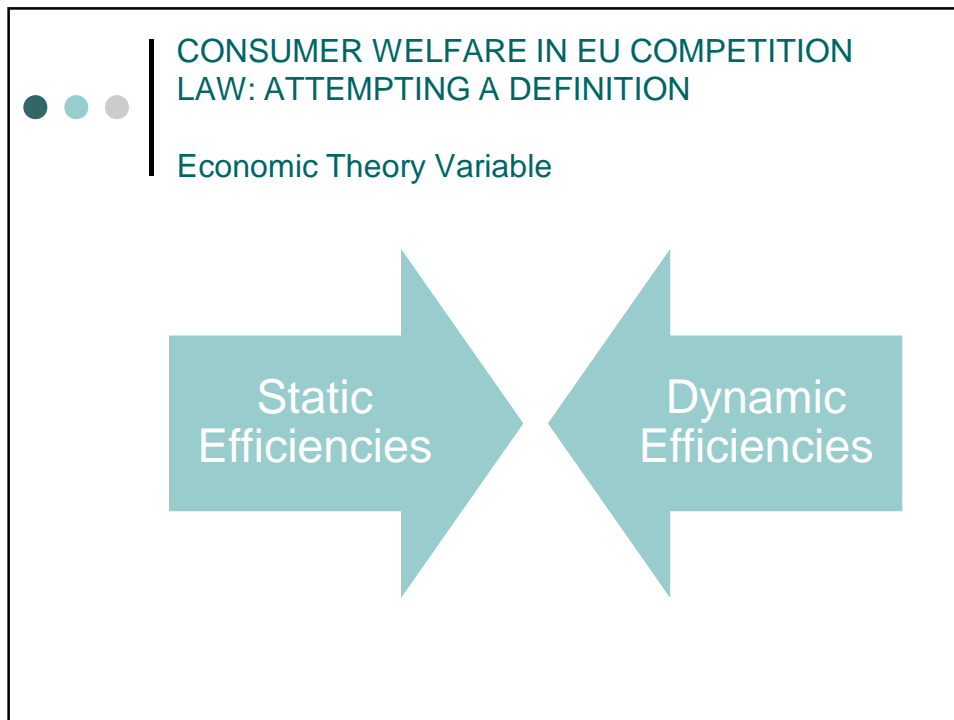 CONSUMER WELFARE IN EU COMPETITION
LAW: ATTEMPTING A DEFINITION
Economic Theory Variable
Static
Efficiencies
Dynamic
Efficiencies